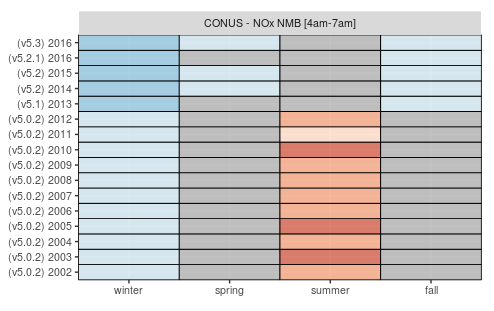 CONUS - NOx NMB [4am-7am]
(v5.3) 2016
(v5.2.1) 2016
(v5.2) 2015
(v5.2) 2014
(v5.1) 2013
(v5.0.2) 2012
(v5.0.2) 2011
(v5.0.2) 2010
(v5.0.2) 2009
(v5.0.2) 2008
(v5.0.2) 2007
(v5.0.2) 2006
(v5.0.2) 2005
(v5.0.2) 2004
(v5.0.2) 2003
(v5.0.2) 2002
winter spring summer fall